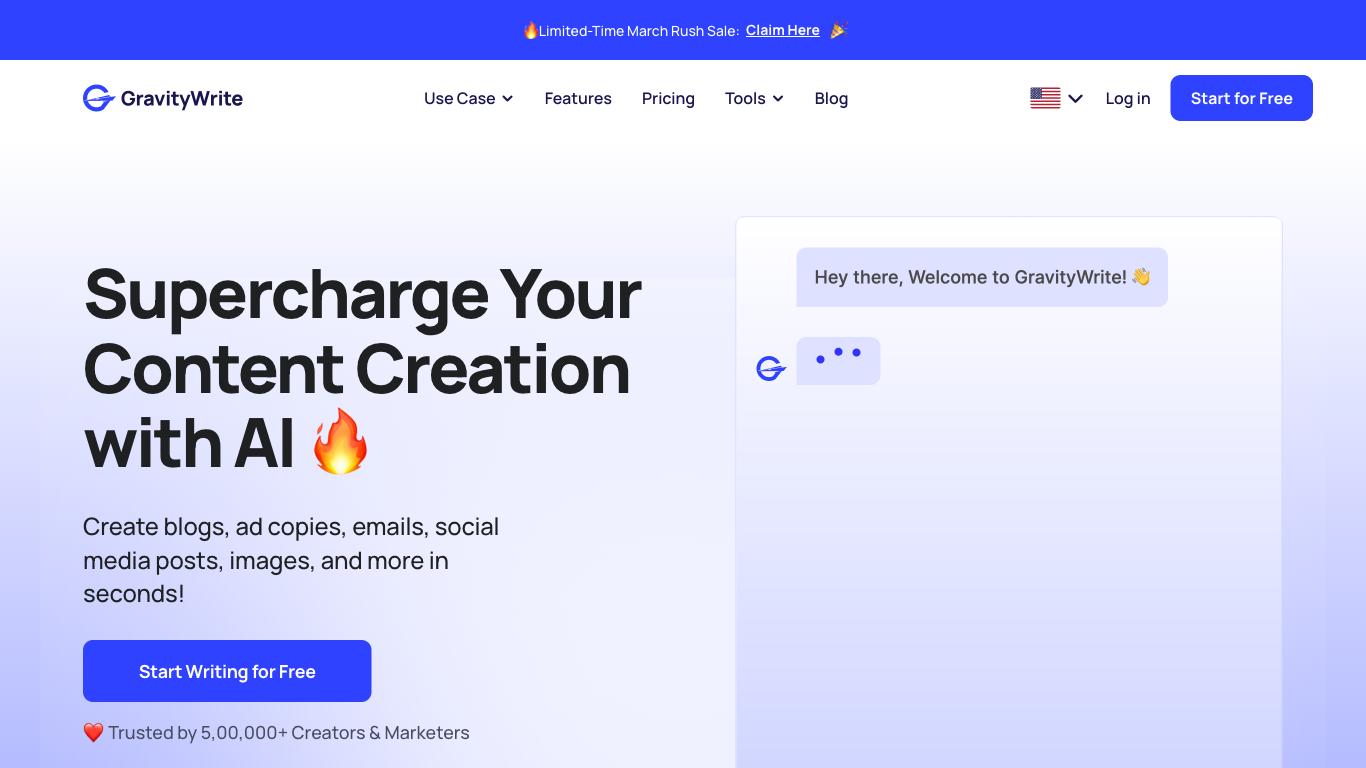 🔥Limited-Time March Rush Sale: Claim Here 🎉
GravityWrite
Use Case
Features
Pricing
Tools
Blog
Log in
Start for Free
Supercharge Your
Content Creation
with AI 🔥
Create blogs, ad copies, emails, social
media posts, images, and more in
seconds!
Start Writing for Free
❤️ Trusted by 5,00,000+ Creators & Marketers
Hey there, Welcome to GravityWrite! 👋